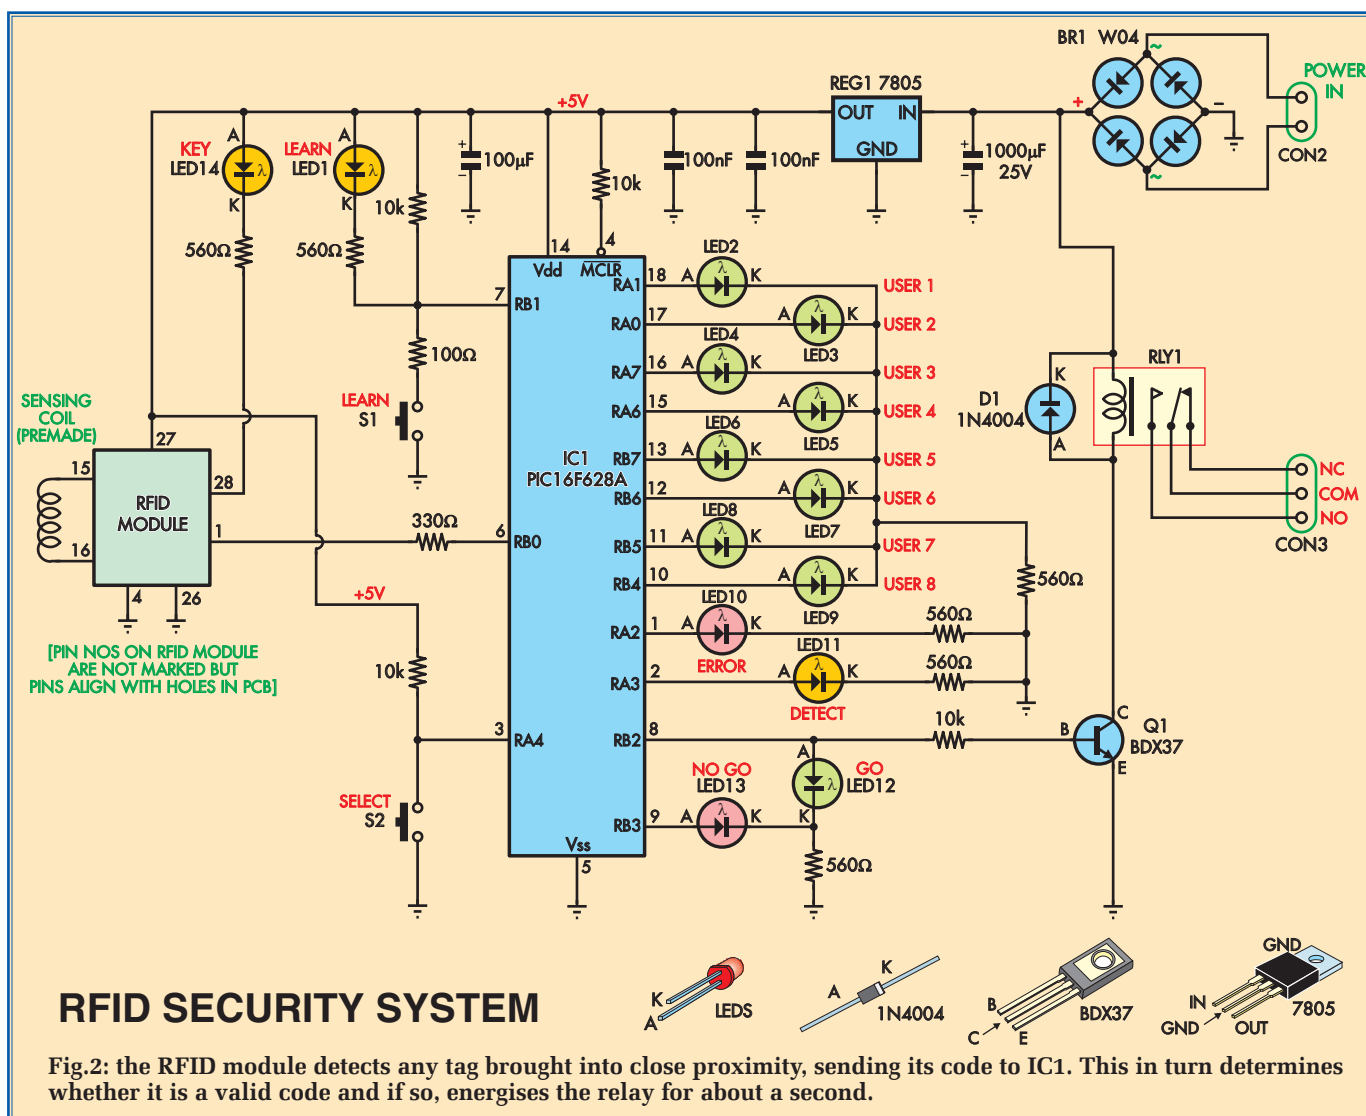 BR1 W04
~
POWER
IN
+
–
~
CON2
REG1 7805
OUT IN
GND
+5V
A
KEY
LED14
λ
K
560Ω
A
LEARN
LED1
λ
K
560Ω
10k
+
100µF
–
10k
100nF
100nF
+
1000µF
25V
–
14
4
Vdd
MCLR
7
RB1
100Ω
LEARN
S1
SENSING
COIL
(PREMADE)
27
15
28
RFID
MODULE
1
16
4
26
330Ω
6
RB0
+5V
[PIN NOS ON RFID MODULE
ARE NOT MARKED BUT
PINS ALIGN WITH HOLES IN PCB]
10k
3
RA4
SELECT
S2
IC1
PIC16F628A
Vss
5
RA1 18 A LED2 λ K USER 1
RA0 17 A λ K USER 2
LED3
LED4
RA7 16 A λ K USER 3
RA6 15 A λ K USER 4
LED5
LED6
RB7 13 A λ K USER 5
RB6 12 A λ K USER 6
LED7
LED8
RB5 11 A λ K USER 7
RB4 10 A λ K USER 8
LED9
560Ω
LED10
RA2 1 A λ K 560Ω
ERROR
LED11
RA3 2 A λ K 560Ω
DETECT
RB2 8 10k
A
GO
LED12
λ
K
NO GO
LED13
RB3 9 A λ K
560Ω
RLY1
K
D1
1N4004
A
NC
COM
NO
CON3
C
B
Q1
BDX37
E
RFID SECURITY SYSTEM
K
A
LEDS
K
A
1N4004
B
C
E
BDX37
GND
IN
GND
OUT
7805
Fig.2: the RFID module detects any tag brought into close proximity, sending its code to IC1. This in turn determines
whether it is a valid code and if so, energises the relay for about a second.